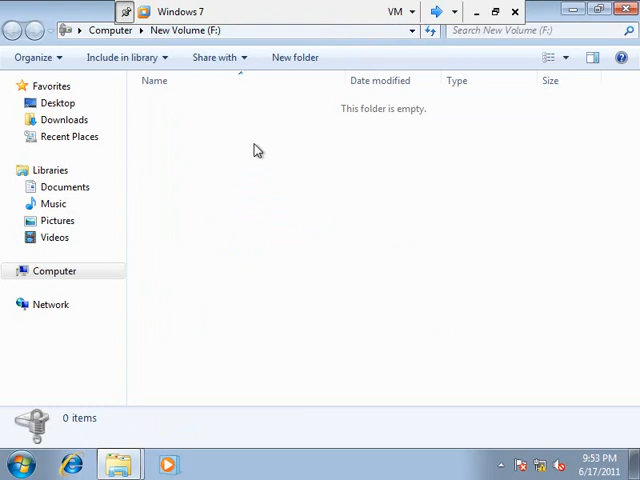 Windows 7
VM
Computer
New Volume (F:)
Search New Volume (F:)
Organize
Include in library
Share with
New folder
Name
Date modified
Type
Size
This folder is empty.
Favorites
Desktop
Downloads
Recent Places
Libraries
Documents
Music
Pictures
Videos
Computer
Network
0 items
9:53 PM
6/17/2011